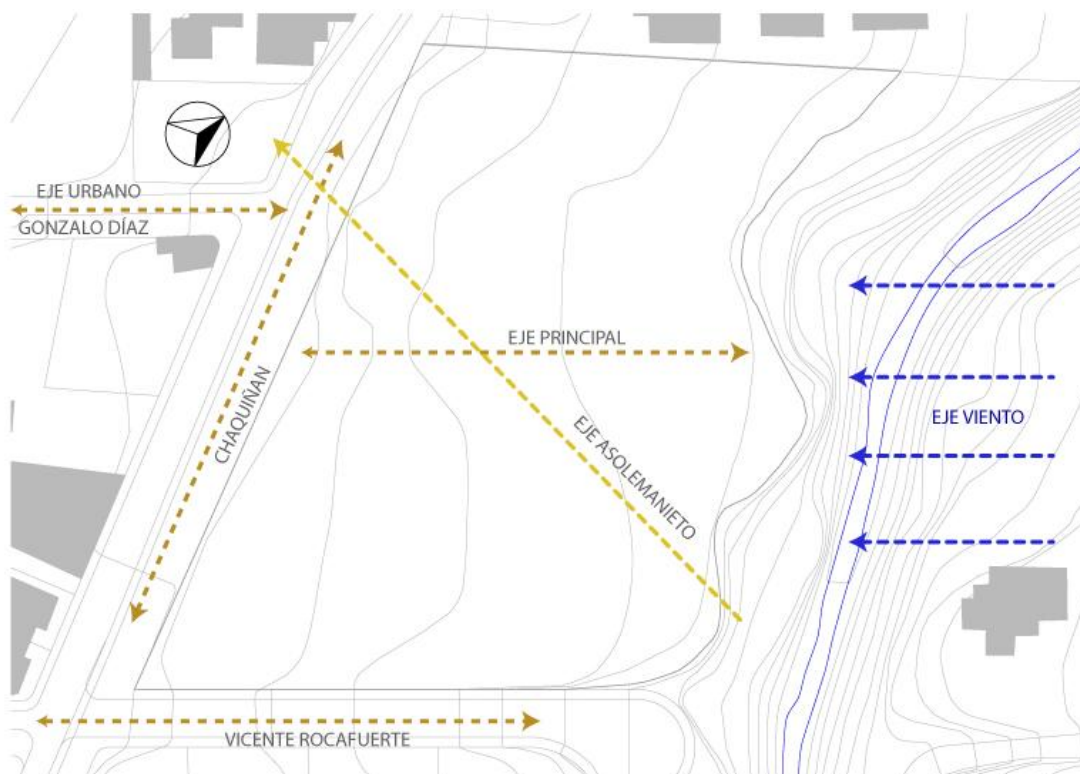 EJE URBANO
GONZALO DÍAZ
EJE PRINCIPAL
CHAQUIÑAN
EJE ASOLEMANIETO
EJE VIENTO
VICENTE ROCAFUERTE